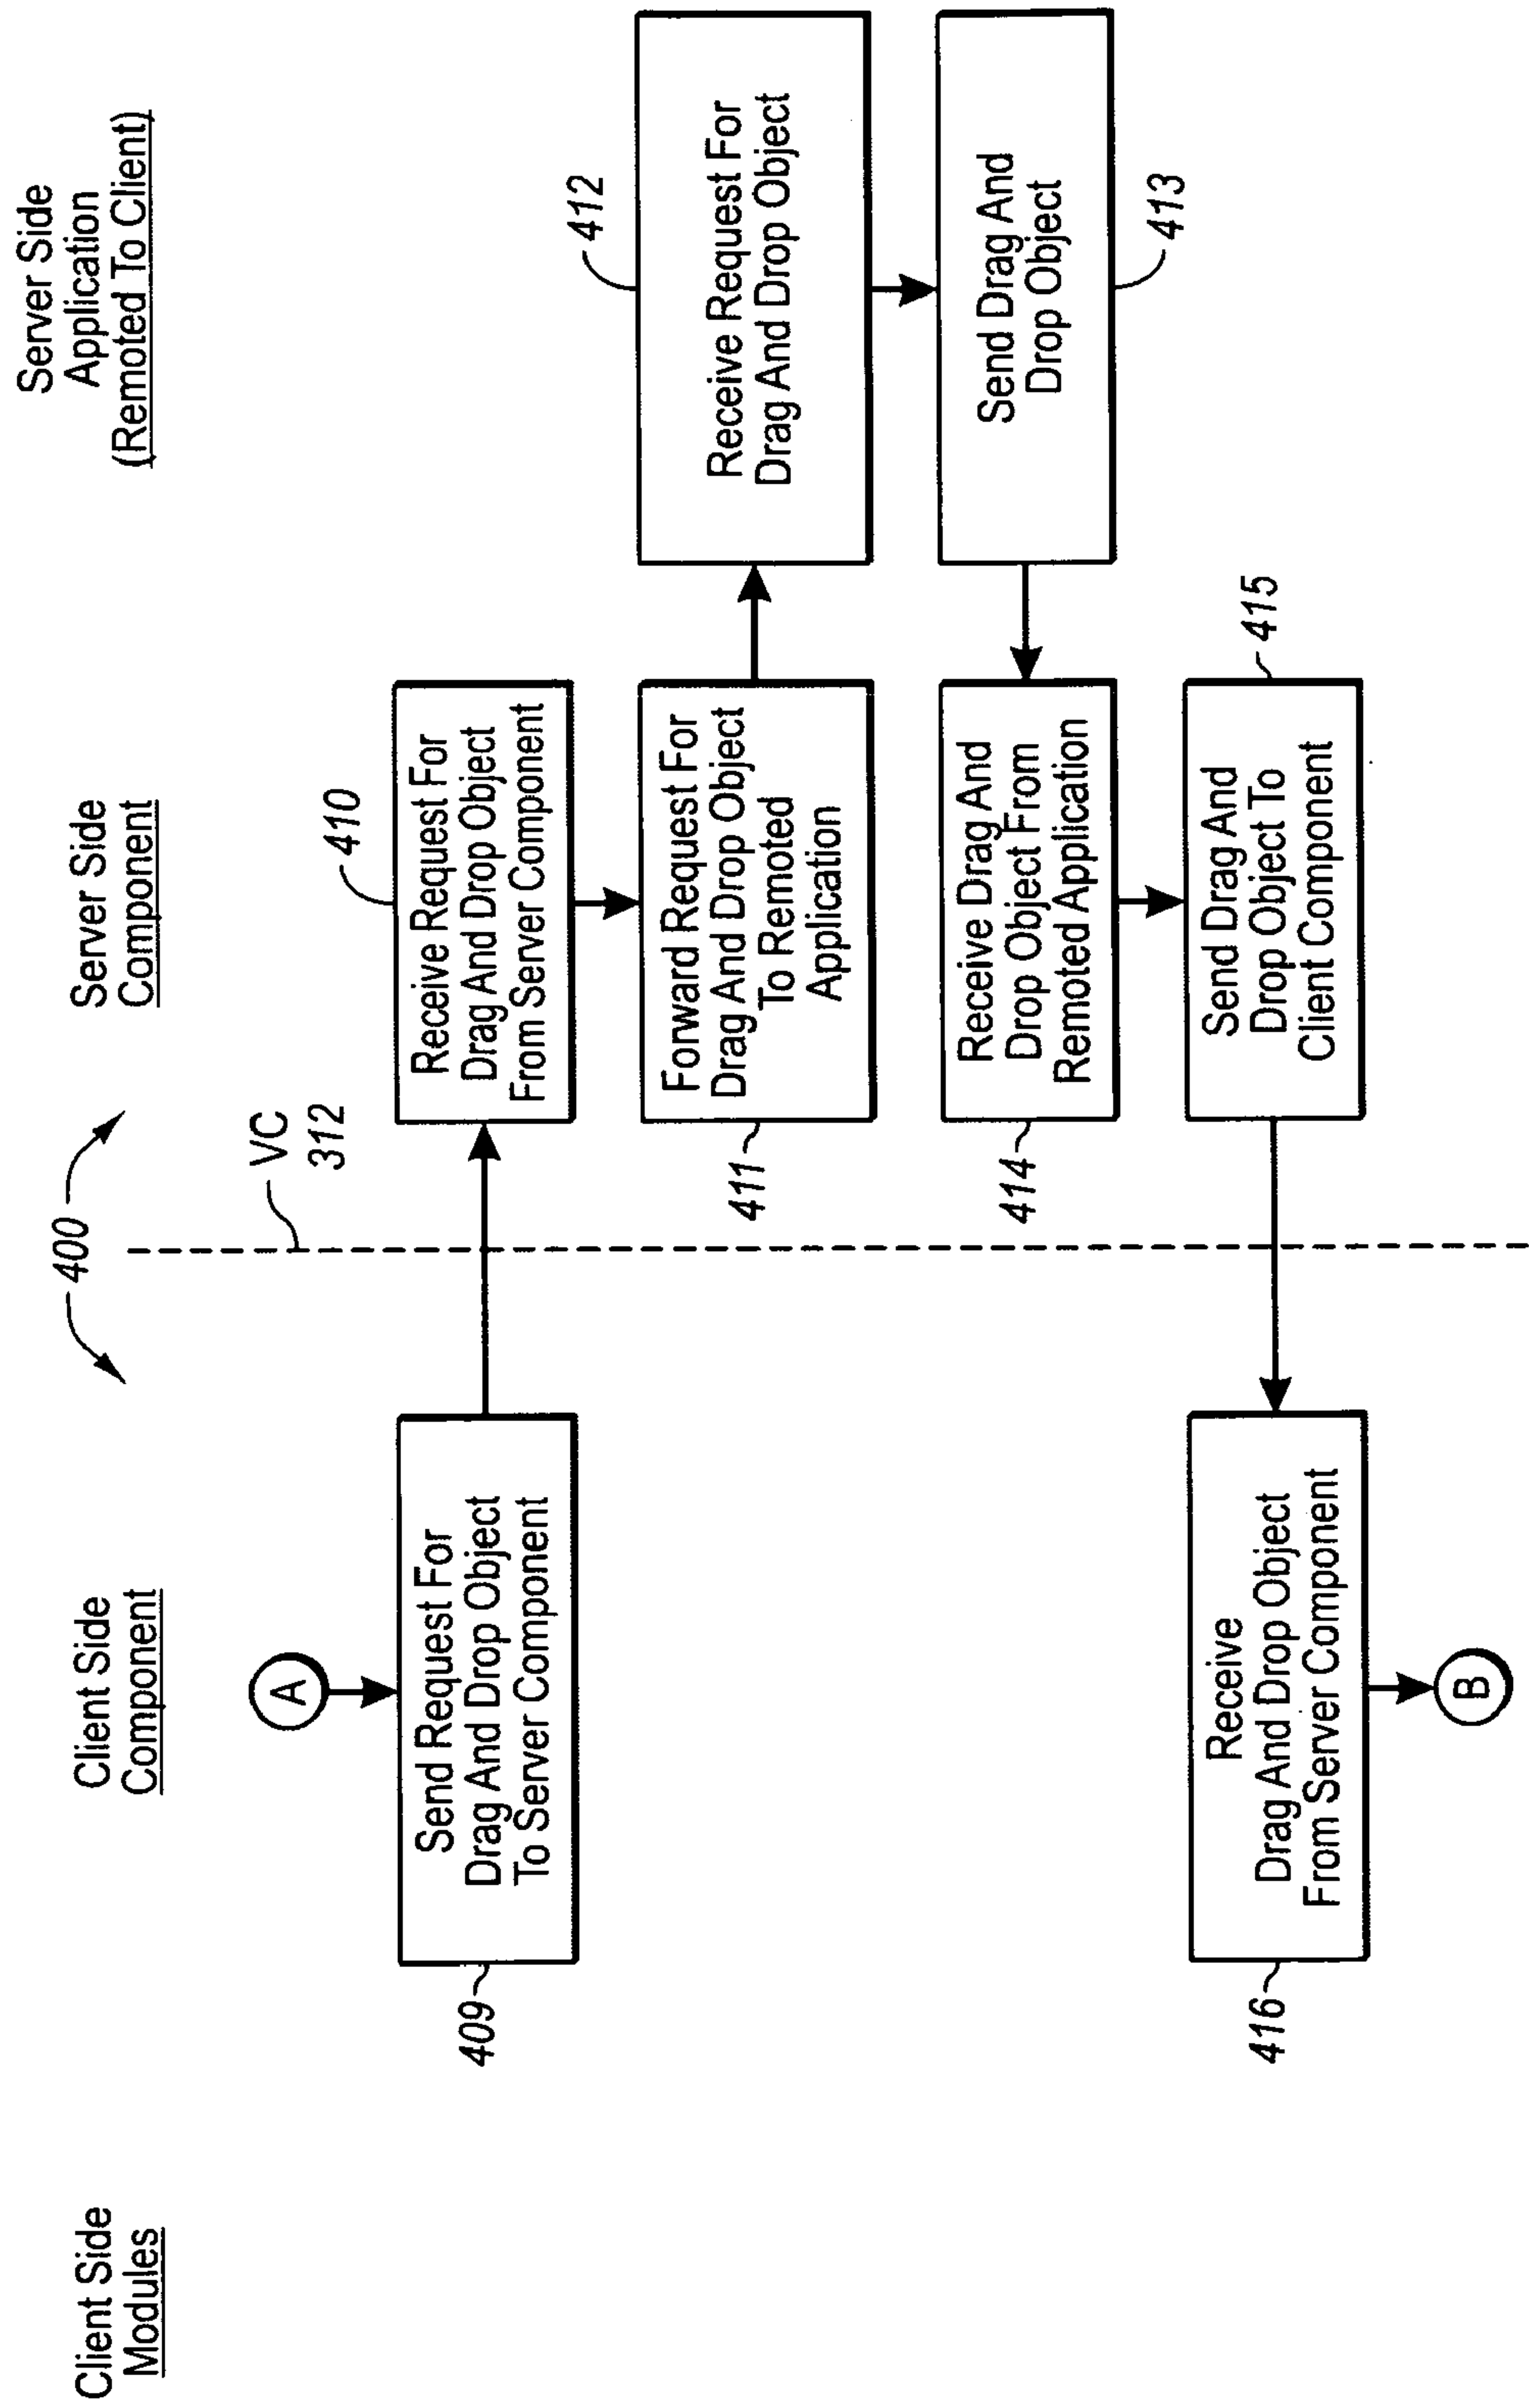 400
Client Side
Modules
Client Side
Component
Server Side
Component
Server Side
Application
(Remoted To Client)
VC
312
A
409
Send Request For
Drag And Drop Object
To Server Component
410
Receive Request For
Drag And Drop Object
From Server Component
411
Forward Request For
Drag And Drop Object
To Remoted
Application
412
Receive Request For
Drag And Drop Object
Send Drag And
Drop Object
413
414
Receive Drag And
Drop Object From
Remoted Application
415
Send Drag And
Drop Object To
Client Component
416
Receive
Drag And Drop Object
From Server Component
B